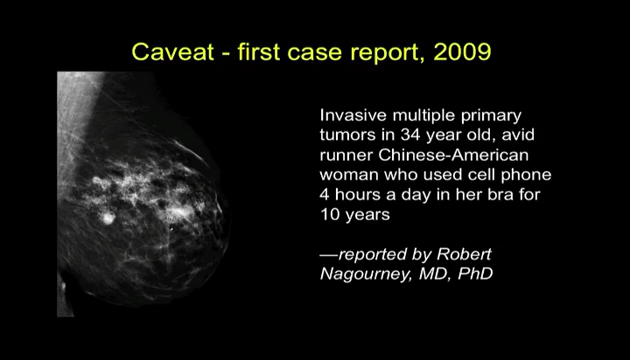 Caveat - first case report, 2009
Invasive multiple primary
tumors in 34 year old, avid
runner Chinese-American
woman who used cell phone
4 hours a day in her bra for
10 years
—reported by Robert
Nagourney, MD, PhD